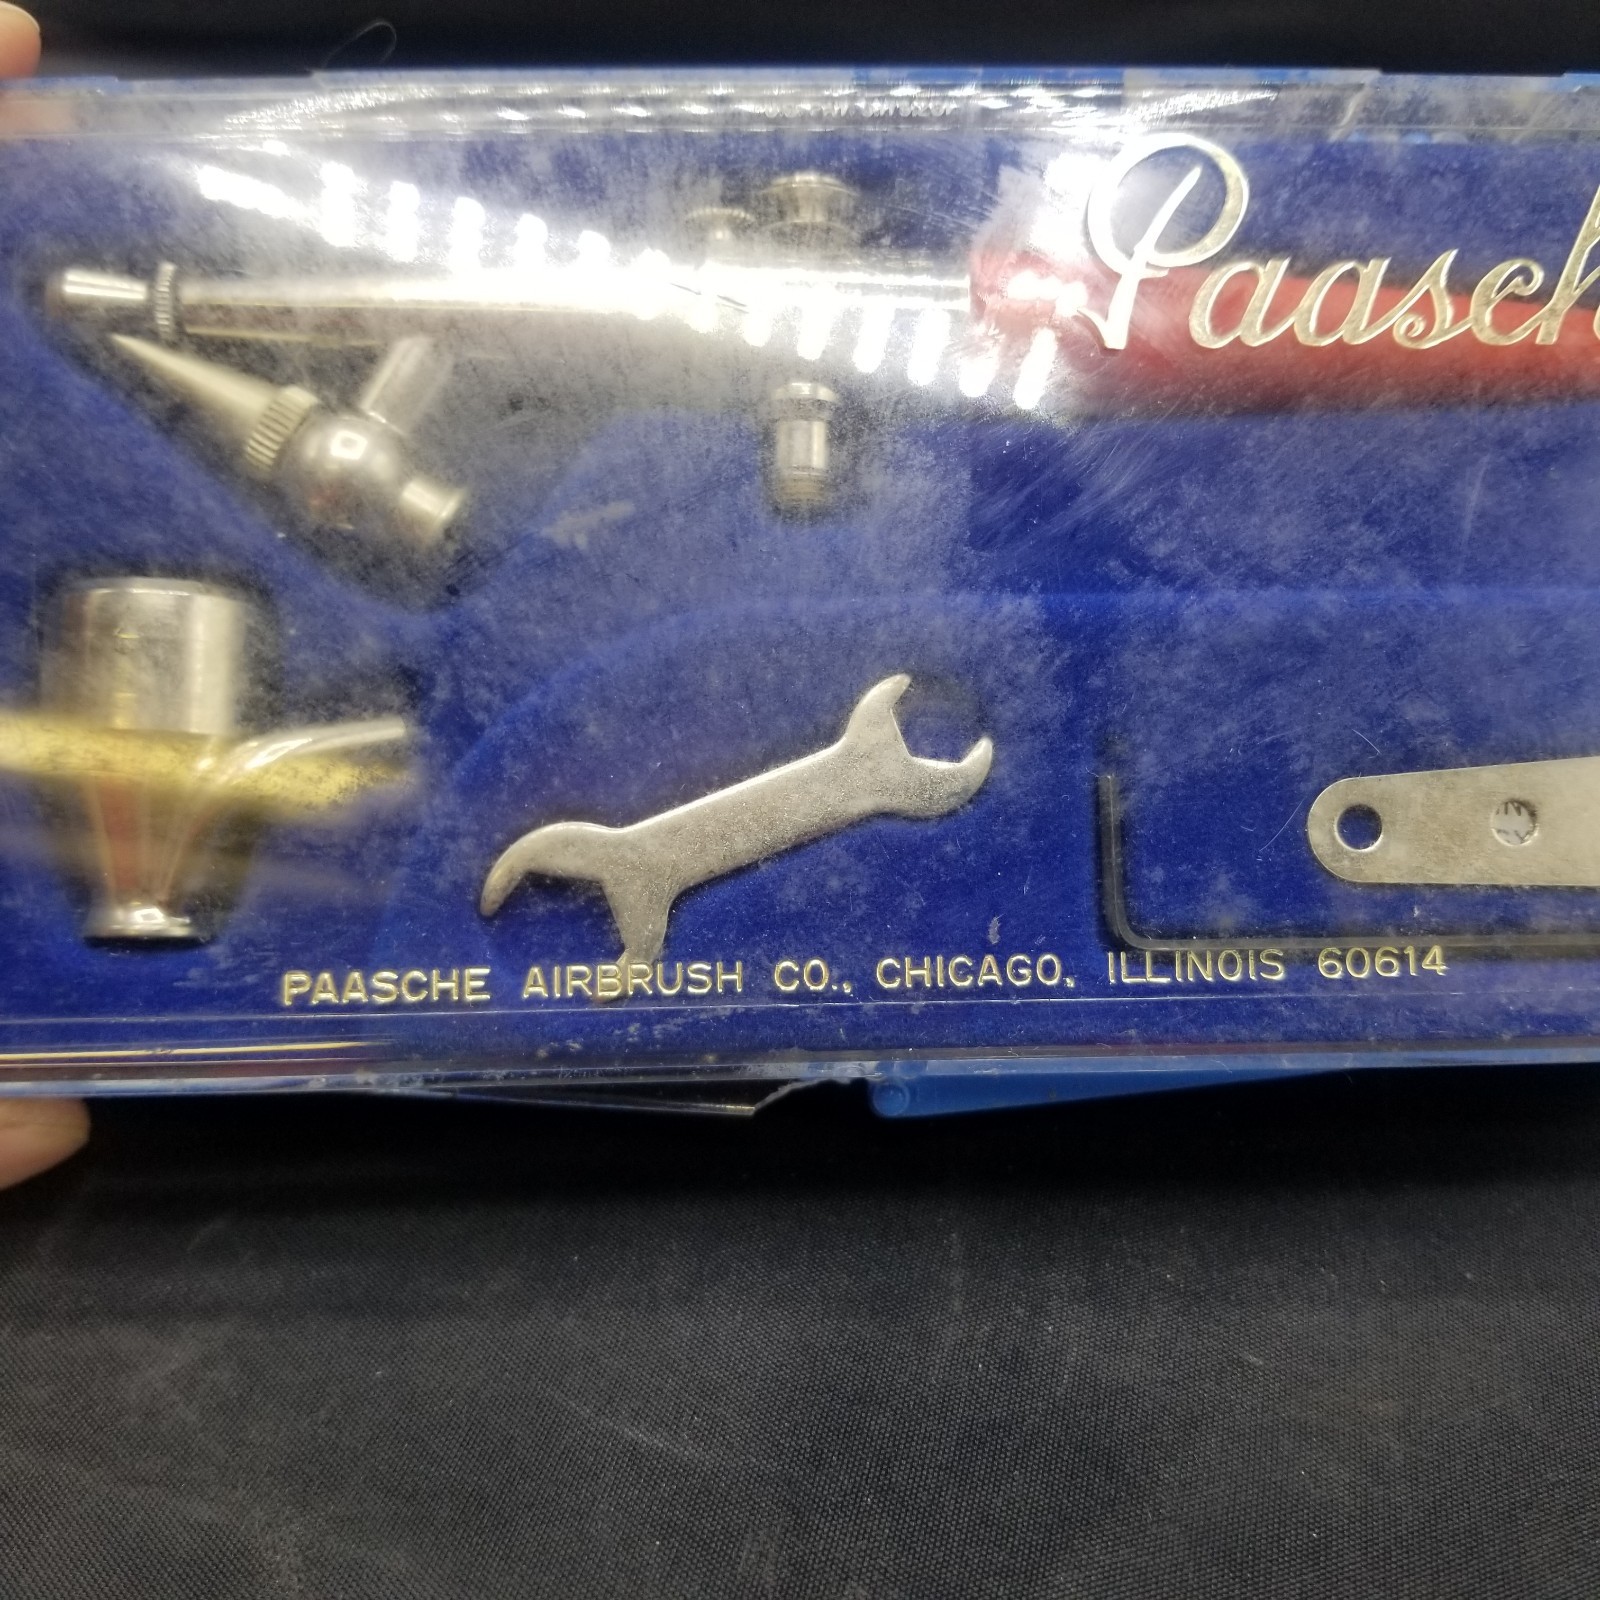 Paasch
PAASCHE AIRBRUSH CO., CHICAGO, ILLINOIS 60614